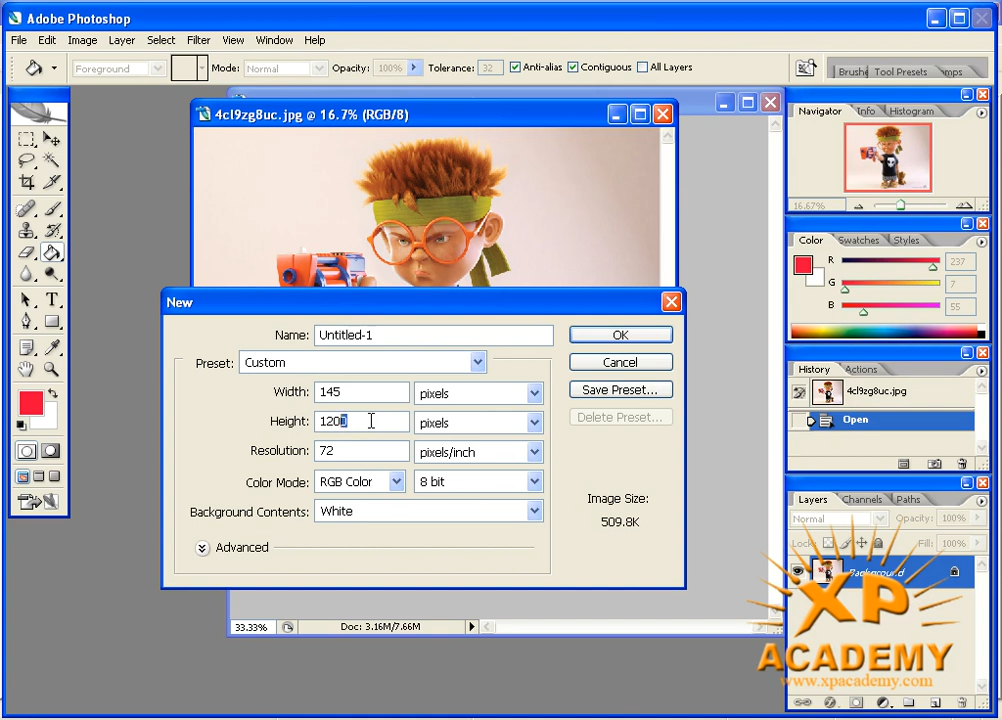 Adobe Photoshop
File Edit Image Layer Select Filter View Window Help
Foreground Mode: Normal Opacity: 100% Tolerance: 32 Anti-alias Contiguous All Layers
Brushe Tool Presets mps
4cl9zg8uc.jpg @ 16.7% (RGB/8)
Navigator Info Histogram
16.67%
Color Swatches Styles
R 237
G 7
B 55
History Actions
4cl9zg8uc.jpg
Open
Layers Channels Paths
Normal Opacity: 100%
Lock: Fill: 100%
Background
New
Name: Untitled-1
Preset: Custom
Width: 145 pixels
Height: 1200 pixels
Resolution: 72 pixels/inch
Color Mode: RGB Color 8 bit
Background Contents: White
Advanced
OK
Cancel
Save Preset...
Delete Preset...
Image Size:
509.8K
33.33% Doc: 3.16M/7.66M
XP
ACADEMY
www.xpacademy.com